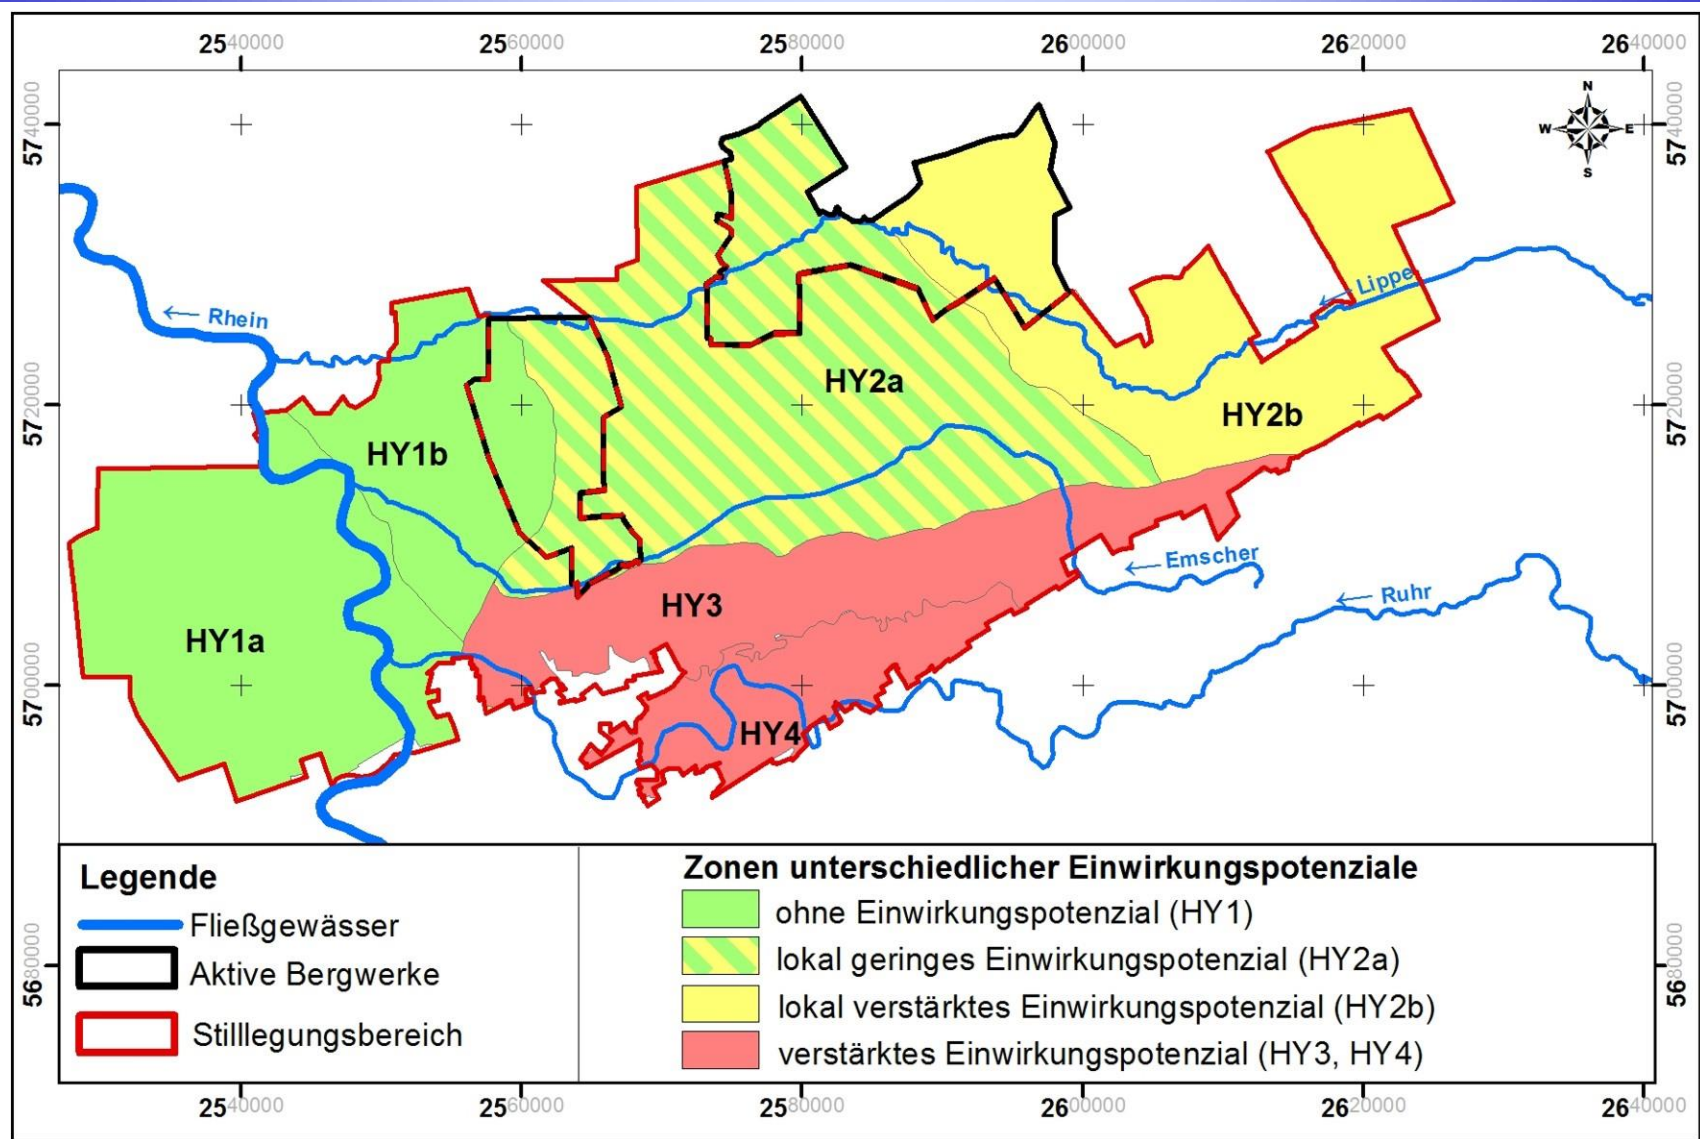 2540000 2560000 2580000 2600000 2620000 2640000
5740000 5740000
N
W E
S
Lippe
Rhein
HY2a
5720000 5720000
HY2b
HY1b
Emscher
Ruhr
HY3
HY1a
5700000 5700000
HY4
Legende
Fließgewässer
Aktive Bergwerke
Stilllegungsbereich
Zonen unterschiedlicher Einwirkungspotenziale
ohne Einwirkungspotenzial (HY1)
lokal geringes Einwirkungspotenzial (HY2a)
lokal verstärktes Einwirkungspotenzial (HY2b)
verstärktes Einwirkungspotenzial (HY3, HY4)
5680000 5680000
2540000 2560000 2580000 2600000 2620000 2640000